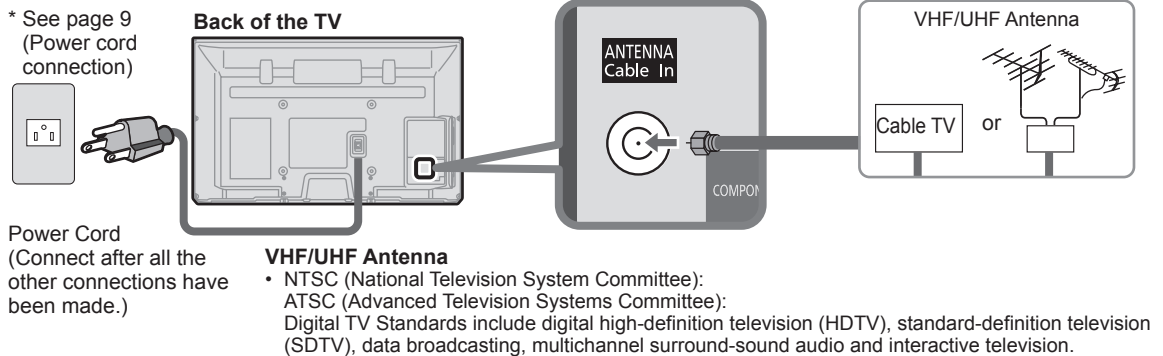 * See page 9
(Power cord
connection)
Back of the TV
ANTENNA
Cable In
COMPON
VHF/UHF Antenna
Cable TV
or
Power Cord
(Connect after all the
other connections have
been made.)
VHF/UHF Antenna
• NTSC (National Television System Committee):
ATSC (Advanced Television Systems Committee):
Digital TV Standards include digital high-definition television (HDTV), standard-definition television
(SDTV), data broadcasting, multichannel surround-sound audio and interactive television.